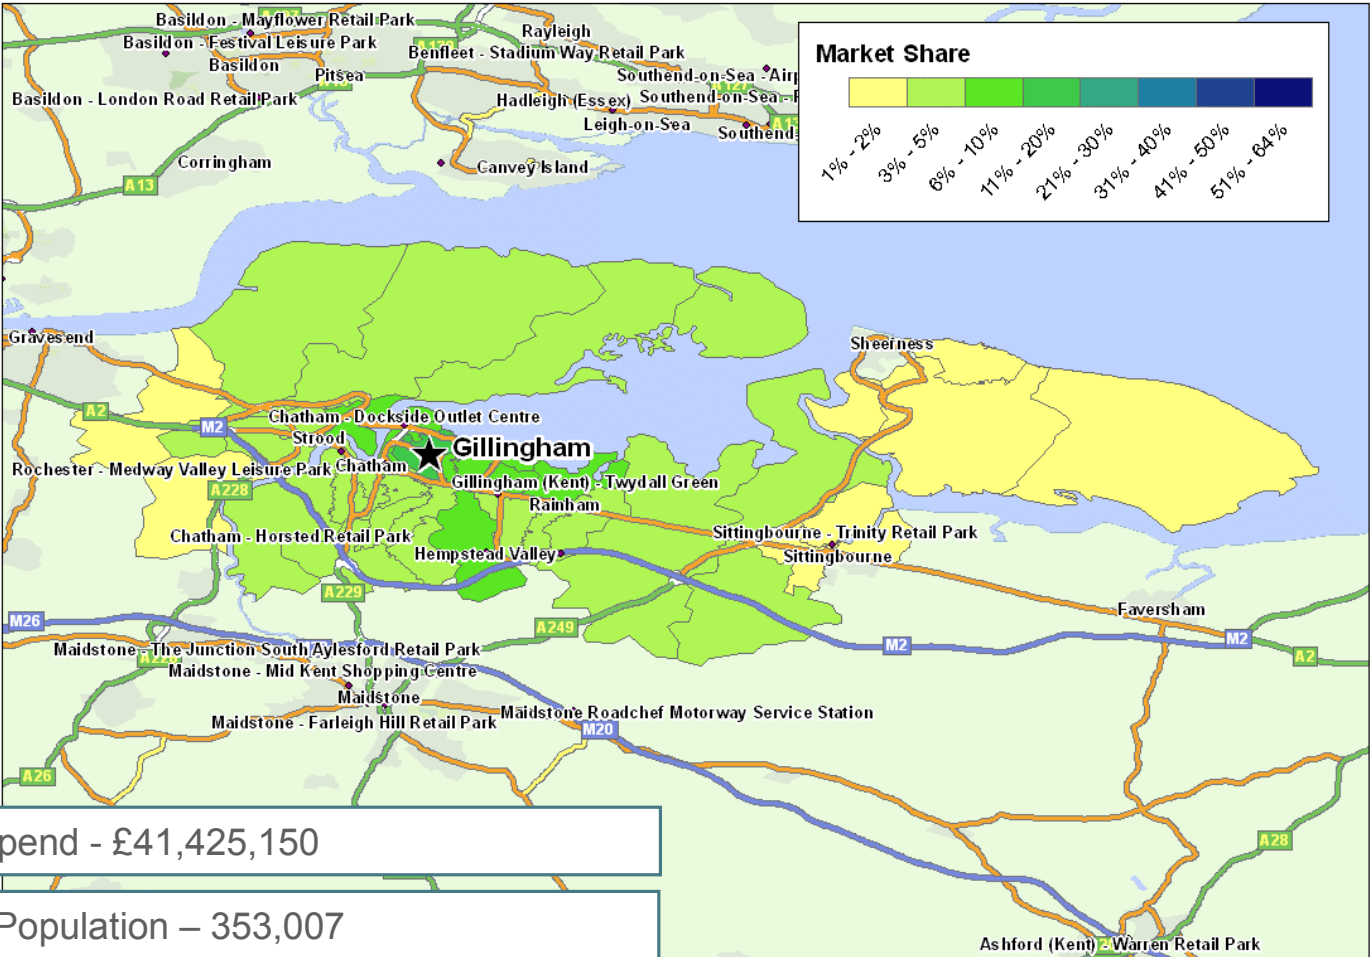 Basildon - Mayflower Retail Park
Rayleigh
Basildon - Festival Leisure Park
Benfleet - Stadium Way Retail Park
Basildon
Pitsea
Southend-on-Sea - Airp
Basildon - London Road Retail Park
Hadleigh (Essex)
Southend-on-Sea -
A127
Leigh-on-Sea
Southend-
A13
Corringham
Canvey Island
A13
Market Share
1% - 2%
3% - 5%
6% - 10%
11% - 20%
21% - 30%
31% - 40%
41% - 50%
51% - 64%
Gravesend
Sheerness
A2
M2
Chatham - Dockside Outlet Centre
Strood
Gillingham
Rochester - Medway Valley Leisure Park
Chatham
A228
Gillingham (Kent) - Twydall Green
Rainham
Chatham - Horsted Retail Park
Sittingbourne - Trinity Retail Park
Hempstead Valley
Sittingbourne
A229
Faversham
M26
A249
M2
M2
A2
Maidstone - The Junction South Aylesford Retail Park
Maidstone - Mid Kent Shopping Centre
Maidstone
Maidstone Roadchef Motorway Service Station
Maidstone - Farleigh Hill Retail Park
M20
A26
A28
pend - £41,425,150
Population – 353,007
Ashford (Kent) - Warren Retail Park